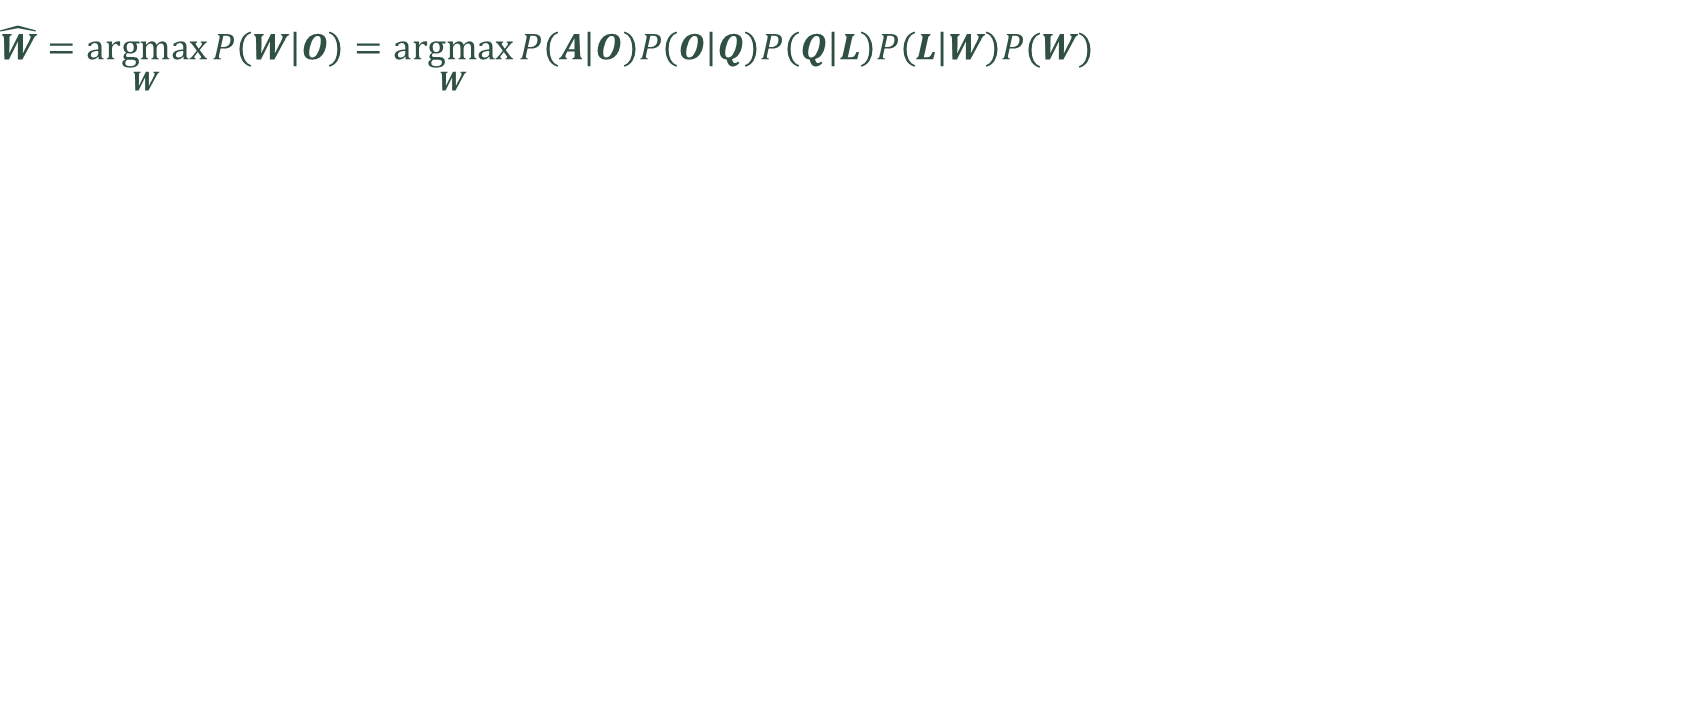 Ŵ = argmax P(W|O) = argmax P(A|O)P(O|Q)P(Q|L)P(L|W)P(W)
W W